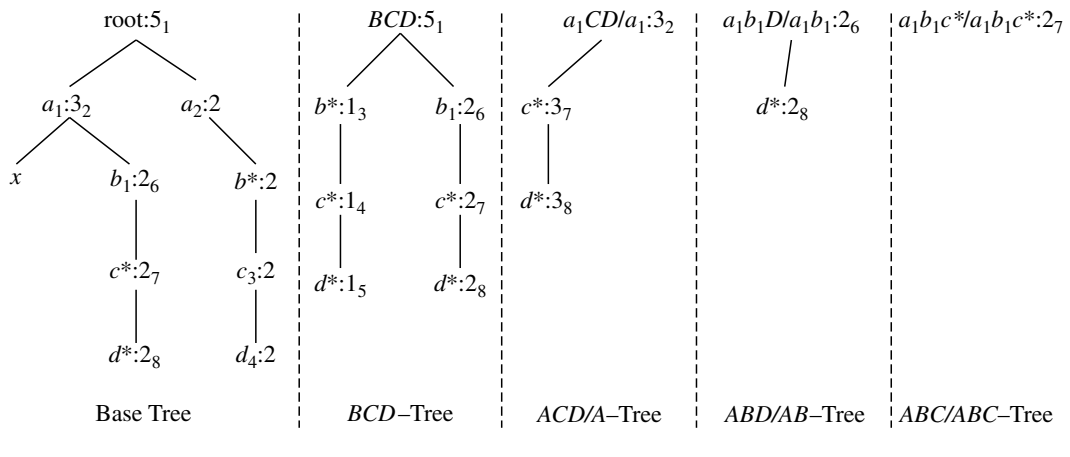 root:5₁ BCD:5₁ a₁CD/a₁:3₂ a₁b₁D/a₁b₁:2₆ a₁b₁c*/a₁b₁c*:2₇
a₁:3₂ a₂:2 b*:1₃ b₁:2₆ c*:3₇ d*:2₈
x b₁:2₆ b*:2 c*:1₄ c*:2₇ d*:3₈
c*:2₇ c₃:2 d*:1₅ d*:2₈
d*:2₈ d₄:2
Base Tree BCD–Tree ACD/A–Tree ABD/AB–Tree ABC/ABC–Tree